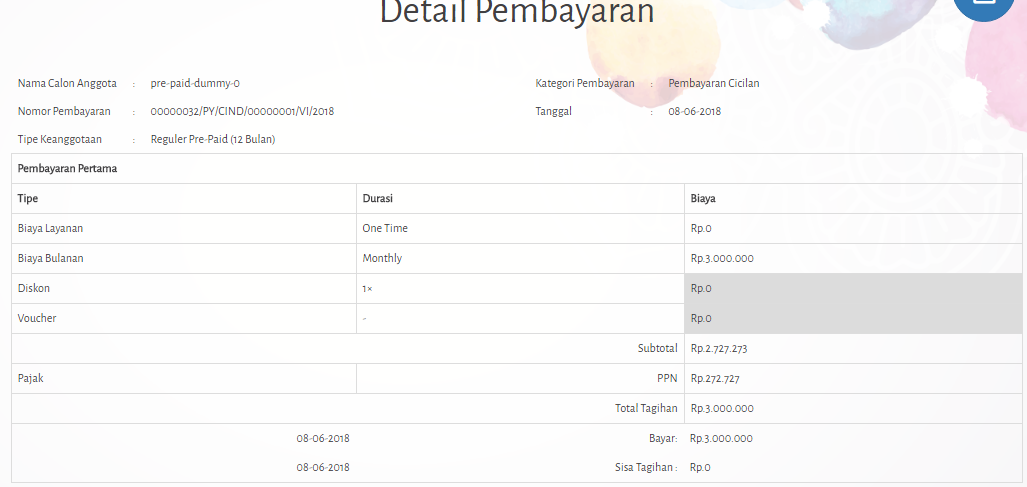 Detail Pembayaran
Nama Calon Anggota : pre-paid-dummy-0 Kategori Pembayaran : Pembayaran Cicilan
Nomor Pembayaran : 00000032/PY/CIND/00000001/VI/2018 Tanggal : 08-06-2018
Tipe Keanggotaan : Reguler Pre-Paid (12 Bulan)
Pembayaran Pertama
Tipe Durasi Biaya
Biaya Layanan One Time Rp.0
Biaya Bulanan Monthly Rp.3.000.000
Diskon 1× Rp.0
Voucher - Rp.0
Subtotal Rp.2.727.273
Pajak PPN Rp.272.727
Total Tagihan Rp.3.000.000
08-06-2018 Bayar: Rp.3.000.000
08-06-2018 Sisa Tagihan : Rp.0